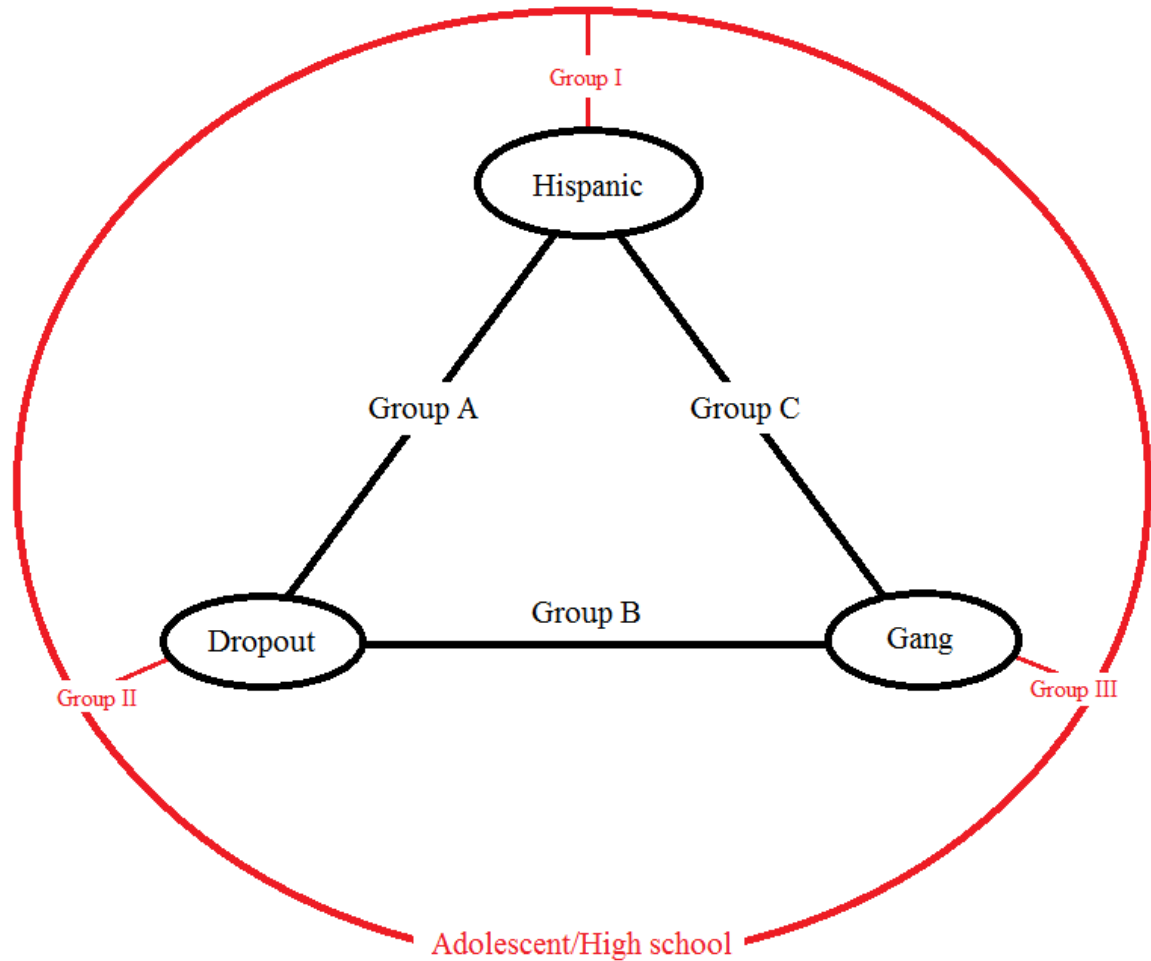 Group I
Hispanic
Group A
Group C
Group B
Dropout
Gang
Group II
Group III
Adolescent/High school